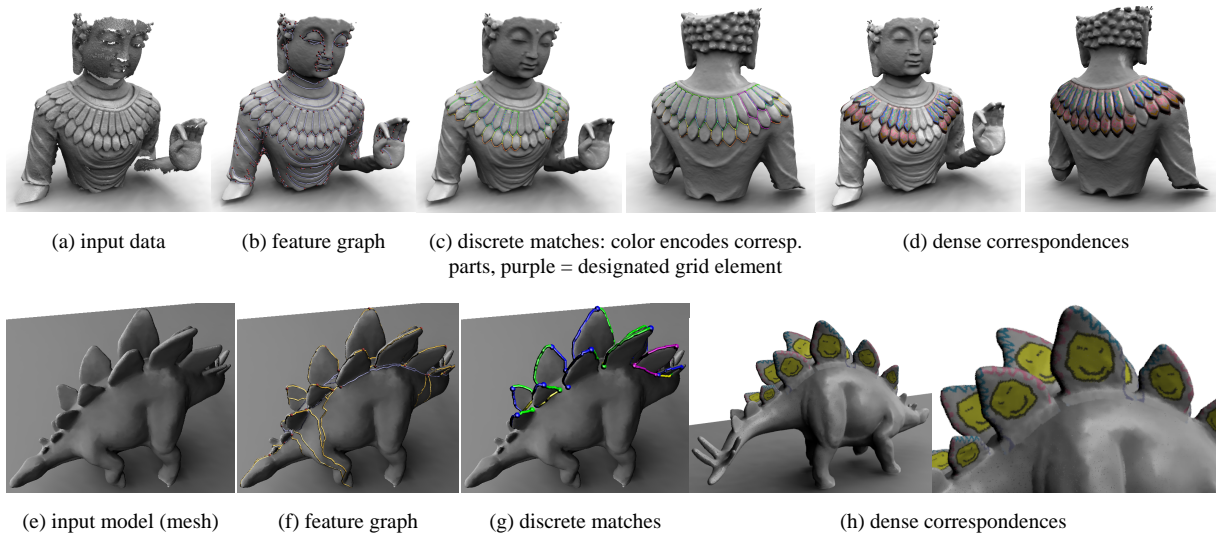 (a) input data
(b) feature graph
(c) discrete matches: color encodes corresp.
parts, purple = designated grid element
(d) dense correspondences
(e) input model (mesh)
(f) feature graph
(g) discrete matches
(h) dense correspondences